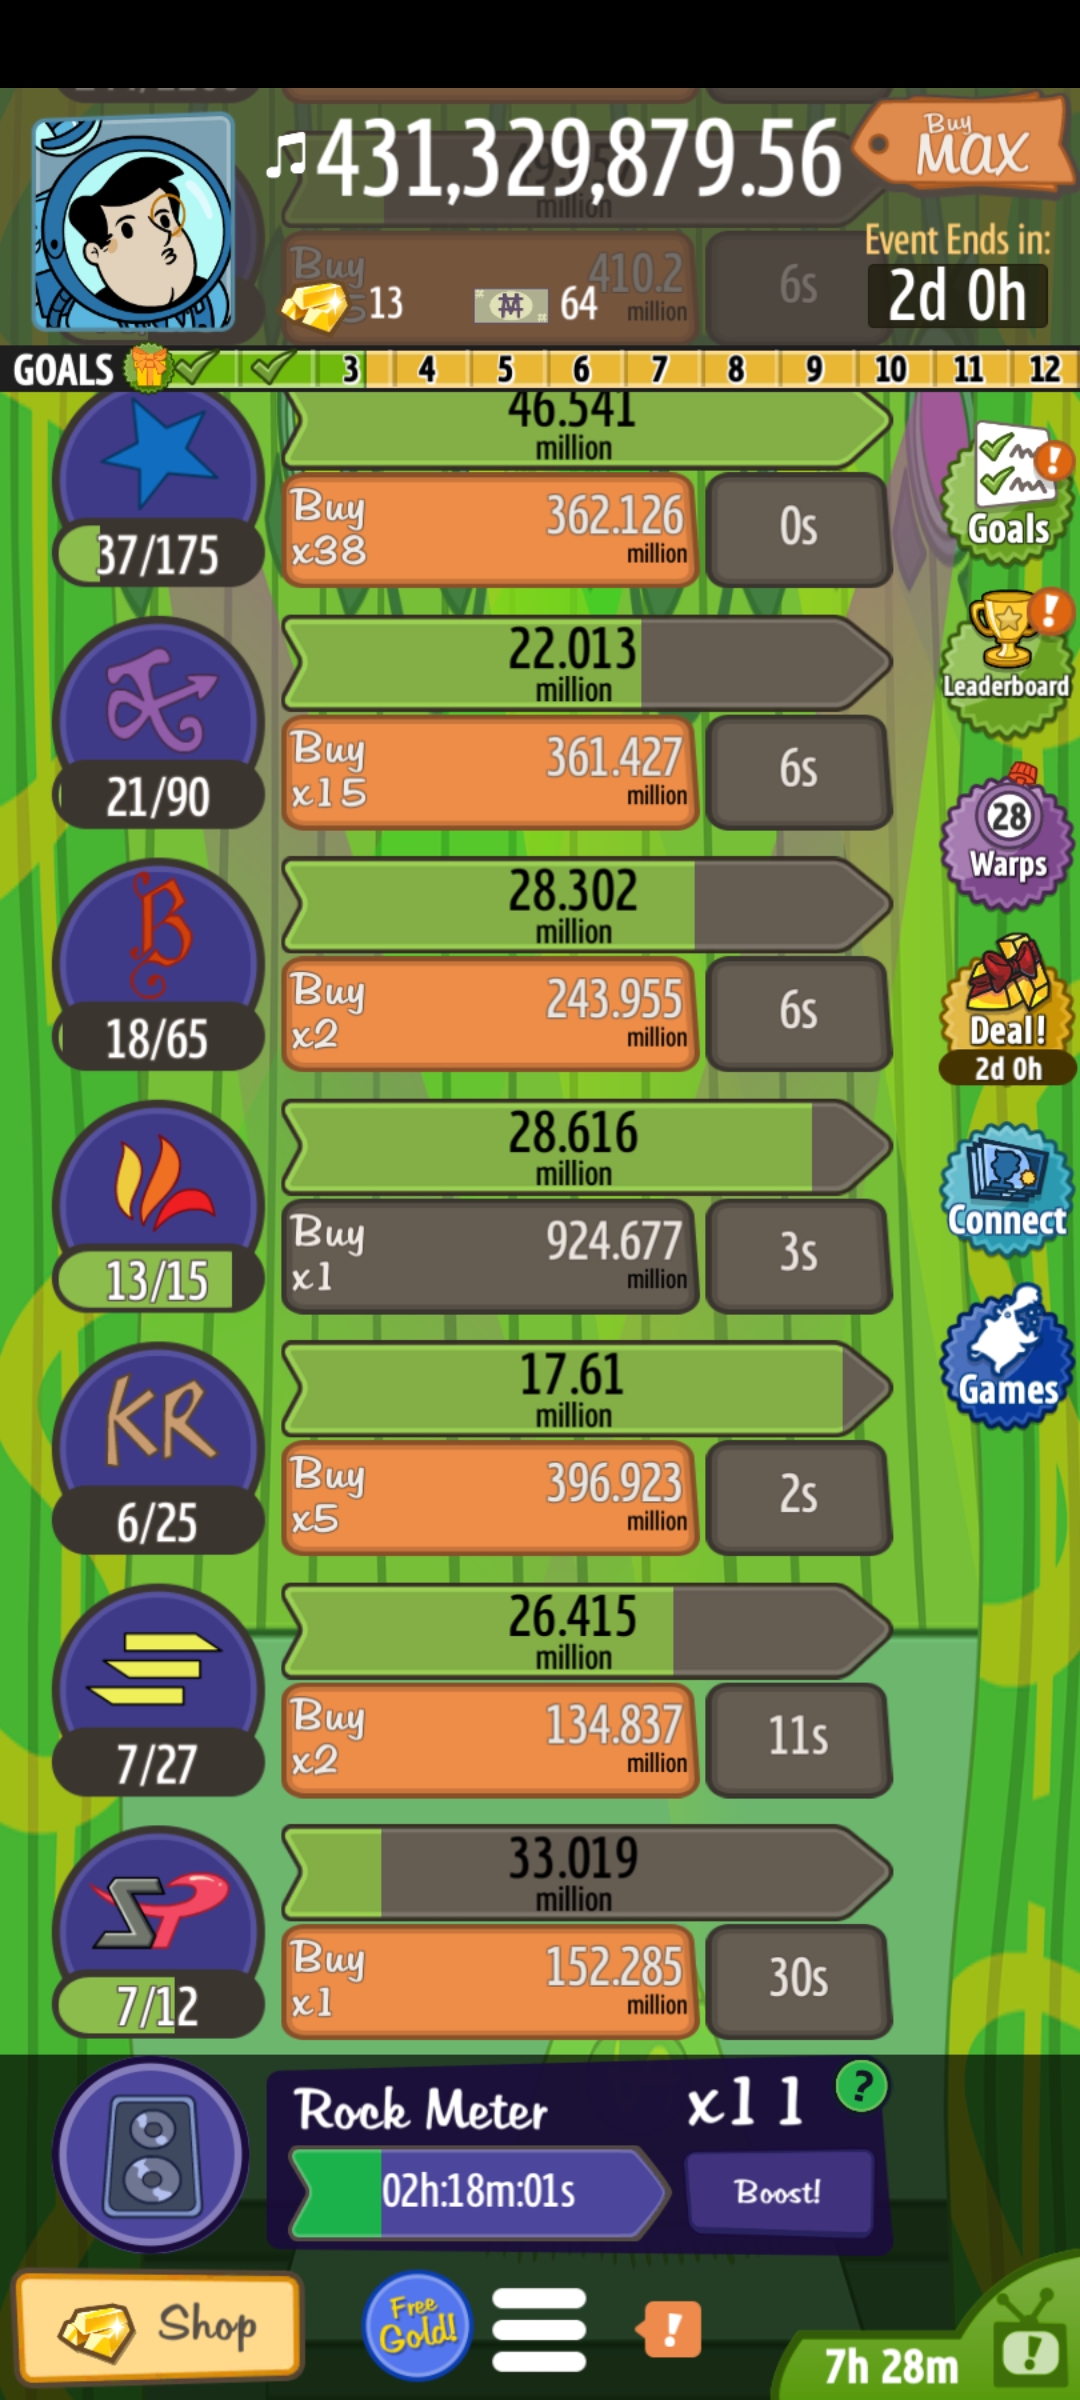 ♫431,329,879.56
Buy
MAX
million
Event Ends in:
2d 0h
Buy
410.2
million
6s
13
64
GOALS 3 4 5 6 7 8 9 10 11 12
46.541
million
Buy
x38
362.126
million
0s
37/175
Goals
22.013
million
Buy
x15
361.427
million
6s
21/90
Leaderboard
28
Warps
28.302
million
Buy
x2
243.955
million
6s
B
18/65
Deal!
2d 0h
28.616
million
Buy
x1
924.677
million
3s
13/15
Connect
17.61
million
Buy
x5
396.923
million
2s
KR
6/25
Games
26.415
million
Buy
x2
134.837
million
11s
7/27
33.019
million
Buy
x1
152.285
million
30s
SP
7/12
Rock Meter
x11
?
02h:18m:01s
Boost!
Shop
Free
Gold!
!
7h 28m
!